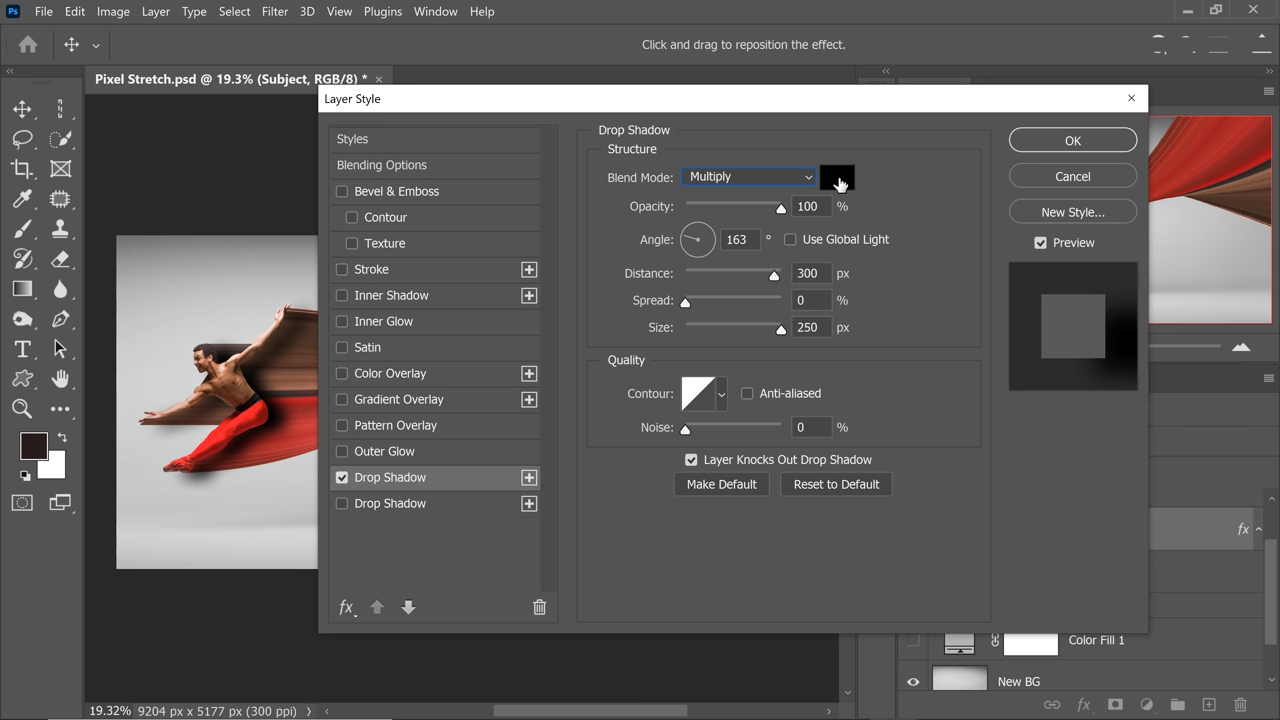 Ps File Edit Image Layer Type Select Filter 3D View Plugins Window Help
Click and drag to reposition the effect.
Pixel Stretch.psd @ 19.3% (Subject, RGB/8) * ×
Layer Style
Styles
Blending Options
Bevel & Emboss
Contour
Texture
Stroke
Inner Shadow
Inner Glow
Satin
Color Overlay
Gradient Overlay
Pattern Overlay
Outer Glow
Drop Shadow
Drop Shadow
fx
Drop Shadow
Structure
Blend Mode: Multiply
Opacity: 100 %
Angle: 163 ° Use Global Light
Distance: 300 px
Spread: 0 %
Size: 250 px
Quality
Contour: Anti-aliased
Noise: 0 %
Layer Knocks Out Drop Shadow
Make Default Reset to Default
OK
Cancel
New Style...
Preview
fx
Color Fill 1
New BG
fx
19.32% 9204 px x 5177 px (300 ppi)